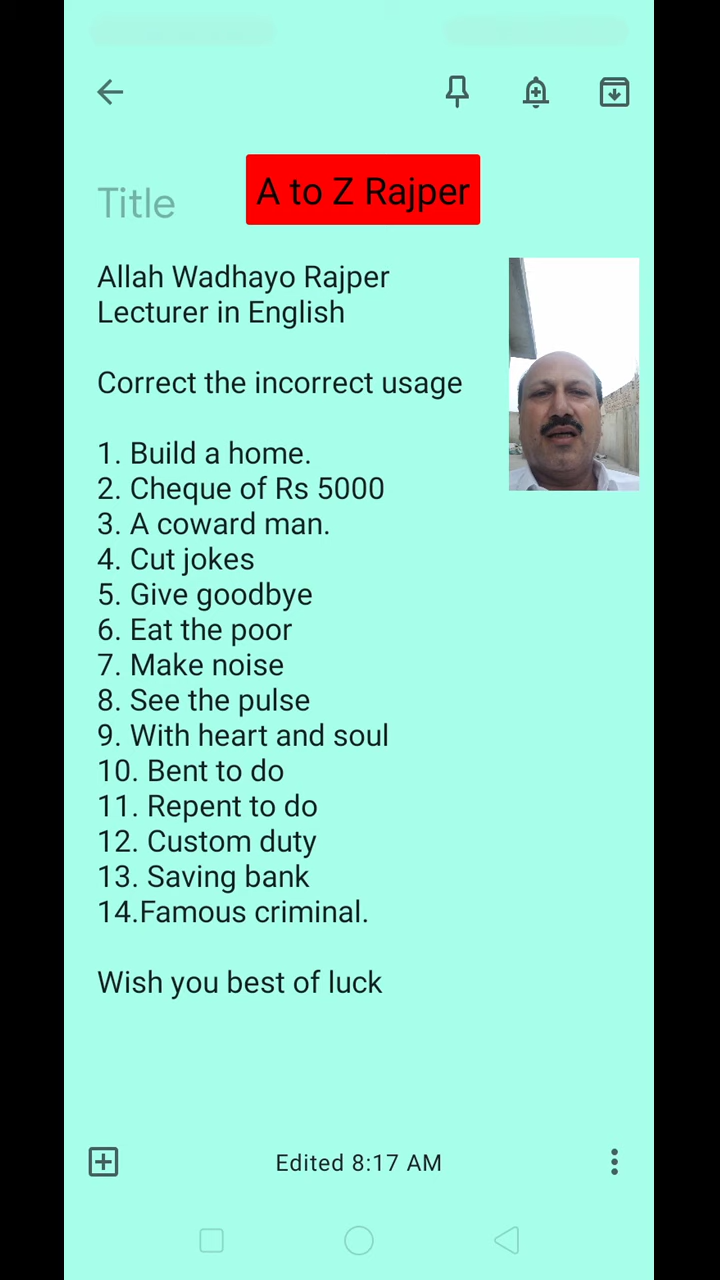 Title
A to Z Rajper
Allah Wadhayo Rajper
Lecturer in English
Correct the incorrect usage
1. Build a home.
2. Cheque of Rs 5000
3. A coward man.
4. Cut jokes
5. Give goodbye
6. Eat the poor
7. Make noise
8. See the pulse
9. With heart and soul
10. Bent to do
11. Repent to do
12. Custom duty
13. Saving bank
14.Famous criminal.
Wish you best of luck
Edited 8:17 AM